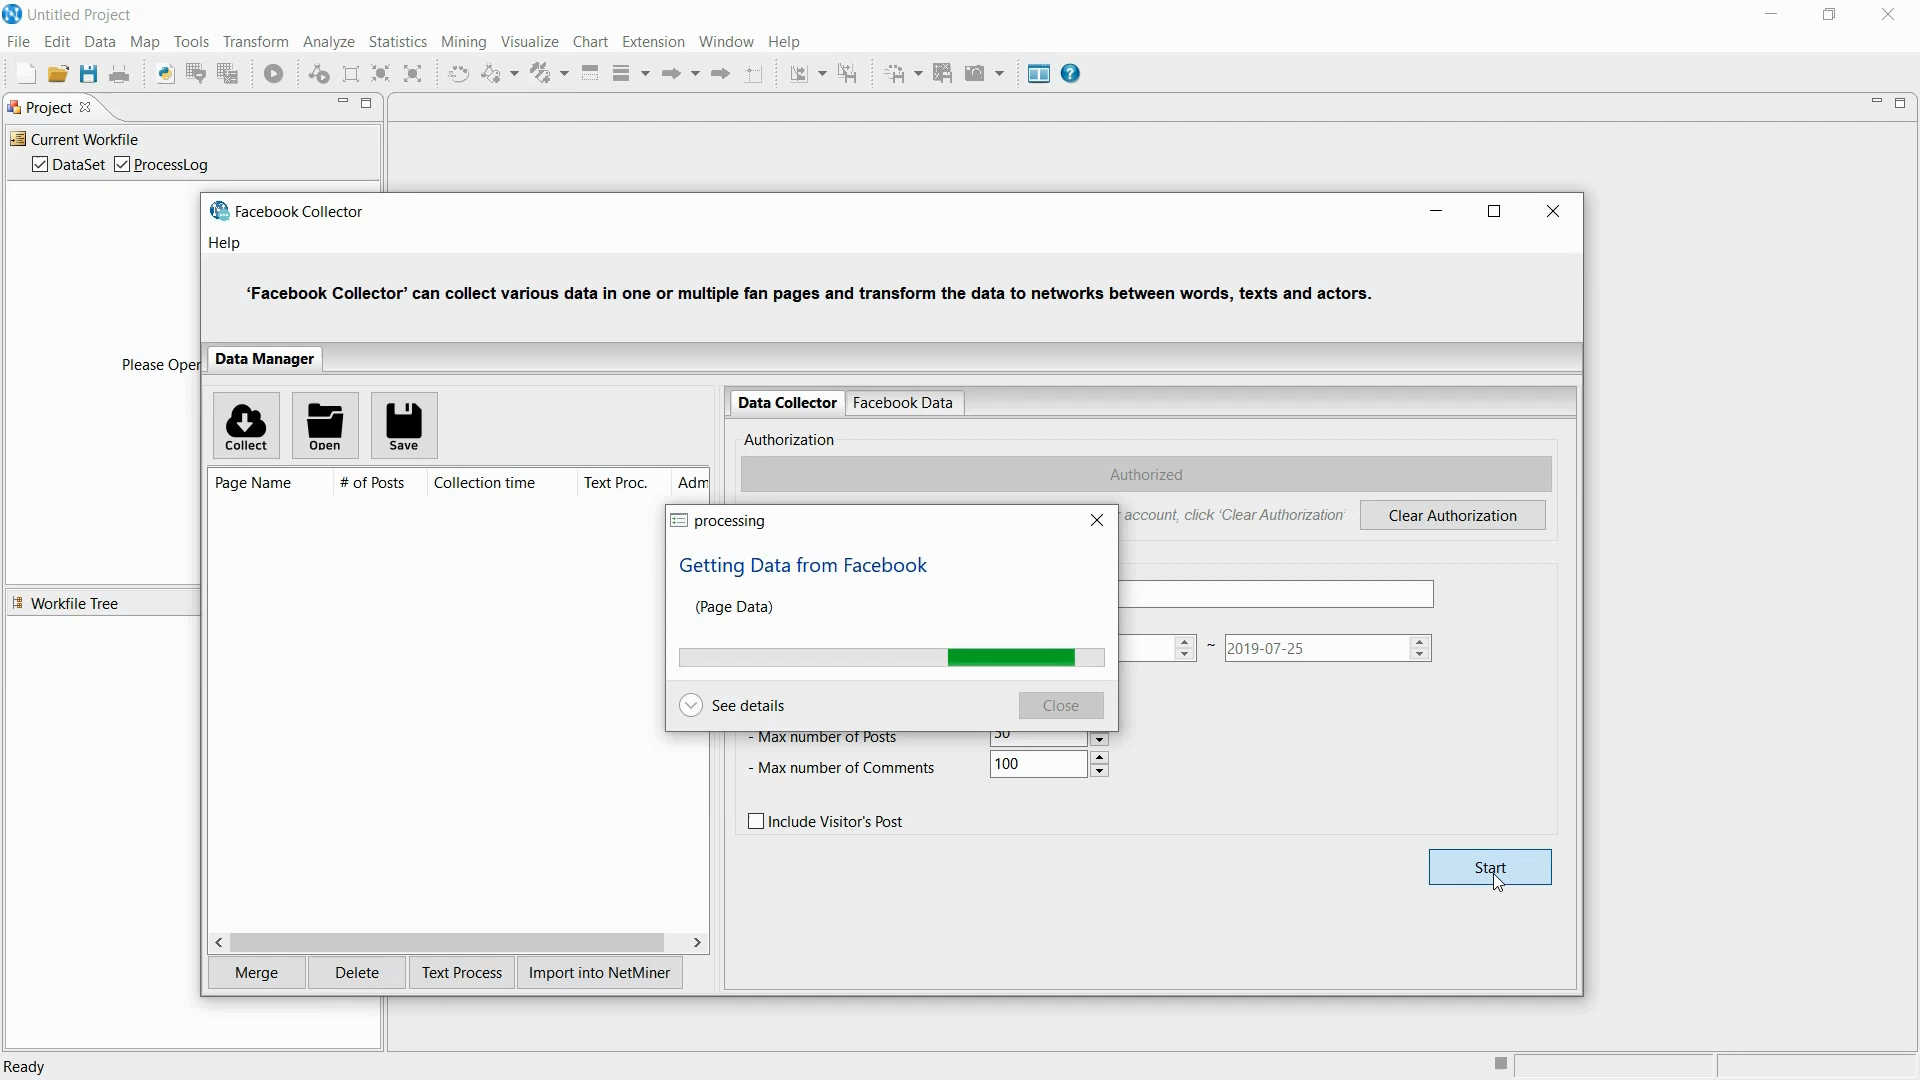 Untitled Project
File Edit Data Map Tools Transform Analyze Statistics Mining Visualize Chart Extension Window Help
Project
Current Workfile
DataSet ProcessLog
Please Oper
Workfile Tree
Facebook Collector
Help
‘Facebook Collector’ can collect various data in one or multiple fan pages and transform the data to networks between words, texts and actors.
Data Manager
Collect Open Save
Page Name # of Posts Collection time Text Proc. Adm
Merge Delete Text Process Import into NetMiner
Data Collector Facebook Data
Authorization
Authorized
account, click ‘Clear Authorization’ Clear Authorization
~ 2019-07-25
- Max number of Posts 50
- Max number of Comments 100
Include Visitor's Post
Start
processing
Getting Data from Facebook
(Page Data)
See details Close
Ready